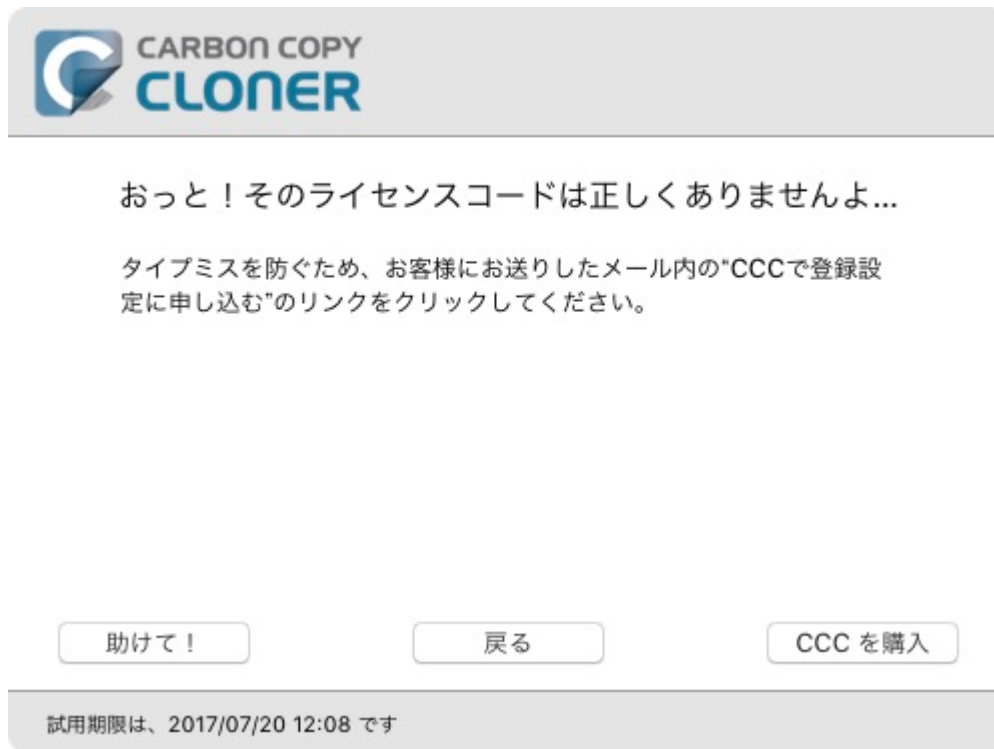 CARBON COPY
CLONER
おっと！そのライセンスコードは正しくありませんよ...
タイプミスを防ぐため、お客様にお送りしたメール内の"CCCで登録設
定に申し込む"のリンクをクリックしてください。
助けて！
戻る
CCC を購入
試用期限は、2017/07/20 12:08 です